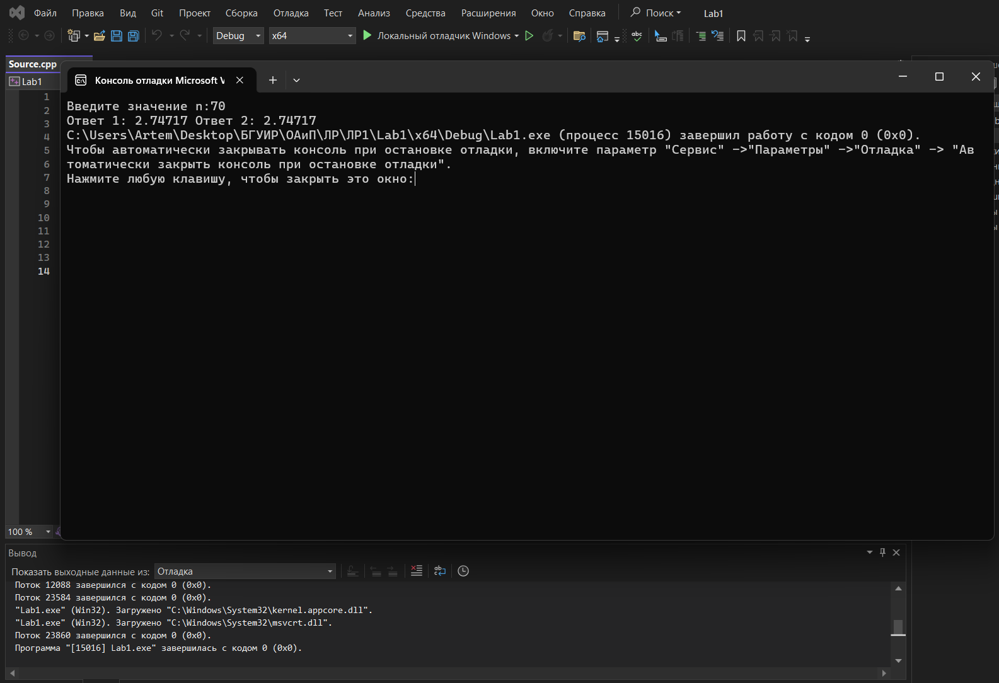 Файл Правка Вид Git Проект Сборка Отладка Тест Анализ Средства Расширения Окно Справка Поиск Lab1
Debug x64 Локальный отладчик Windows
Source.cpp
Lab1
Консоль отладки Microsoft V
1
2
3
4
5
6
7
8
9
10
11
12
13
14
Введите значение n:70
Ответ 1: 2.74717 Ответ 2: 2.74717
C:\Users\Artem\Desktop\БГУИР\ОАиП\ЛР\ЛР1\Lab1\x64\Debug\Lab1.exe (процесс 15016) завершил работу с кодом 0 (0x0).
Чтобы автоматически закрывать консоль при остановке отладки, включите параметр "Сервис" ->"Параметры" ->"Отладка" -> "Ав
томатически закрыть консоль при остановке отладки".
Нажмите любую клавишу, чтобы закрыть это окно:
100 %
Вывод
Показать выходные данные из: Отладка
Поток 12088 завершился с кодом 0 (0x0).
Поток 23584 завершился с кодом 0 (0x0).
"Lab1.exe" (Win32). Загружено "C:\Windows\System32\kernel.appcore.dll".
"Lab1.exe" (Win32). Загружено "C:\Windows\System32\msvcrt.dll".
Поток 23860 завершился с кодом 0 (0x0).
Программа "[15016] Lab1.exe" завершилась с кодом 0 (0x0).